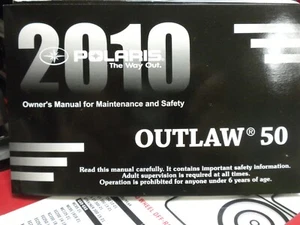 2010
POLARIS
The Way Out.
Owner's Manual for Maintenance and Safety
OUTLAW® 50
Read this manual carefully. It contains important safety information.
Adult supervision is required at all times.
Operation is prohibited for anyone under 6 years of age.